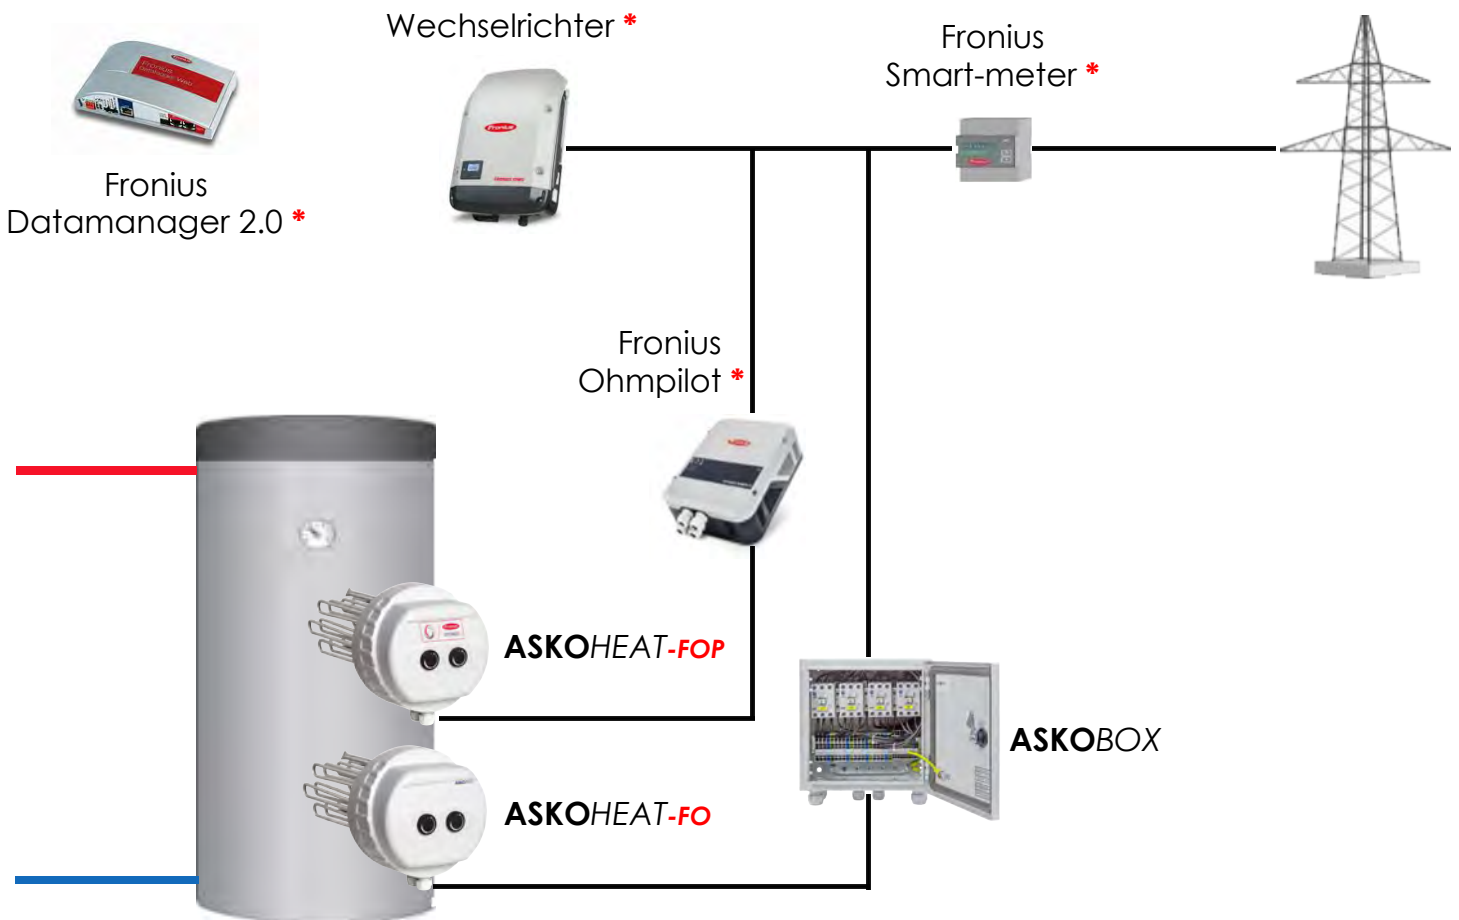 Wechselrichter *
Fronius
Smart-meter *
Fronius
Datamanager 2.0 *
Fronius
Ohmpilot *
ASKOHEAT-FOP
ASKOBOX
ASKOHEAT-FO